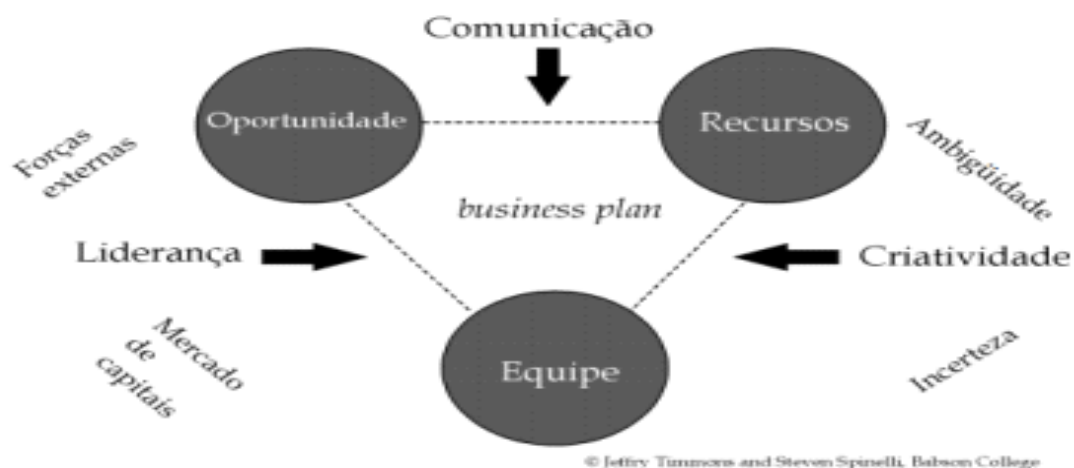 Comunicação
Oportunidade
Recursos
Forças
externas
Ambigüidade
business plan
Liderança
Criatividade
Mercado
de
capitais
Equipe
Incerteza
© Jeffry Timmons and Steven Spinelli, Babson College